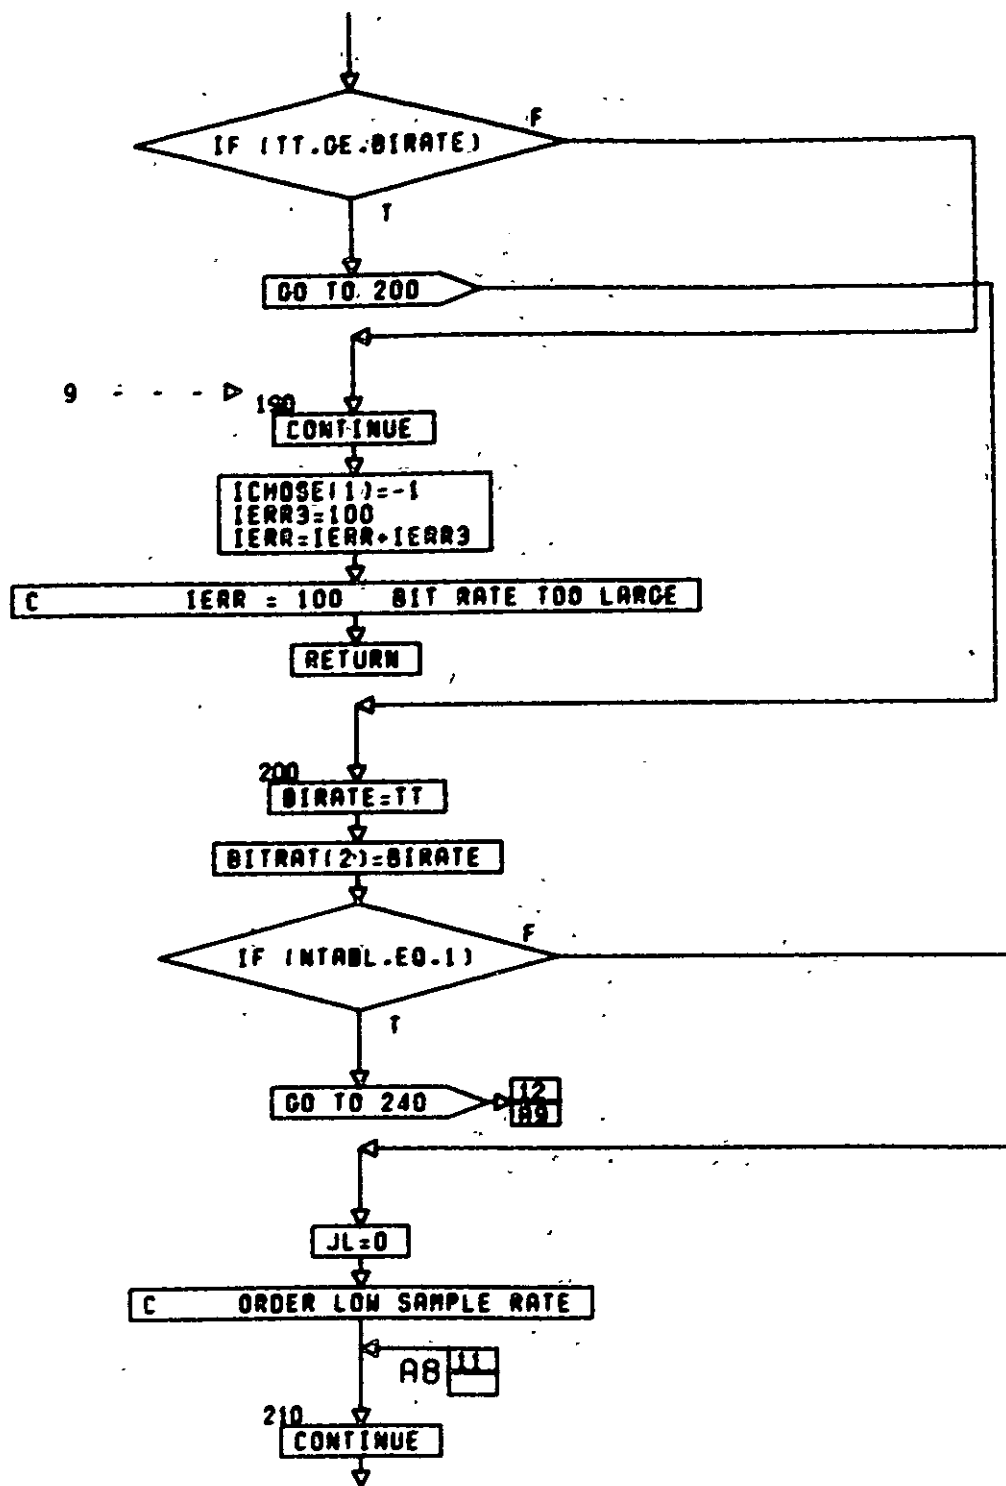 F
IF (TT.GE.BIRATE)
T
GO TO 200
9 - - -
190
CONTINUE
ICHOSE(1)=-1
IERR3=100
IERR=IERR+IERR3
C IERR = 100 BIT RATE TOO LARGE
RETURN
200
BIRATE=TT
BITRAT(2)=BIRATE
F
IF (NTABL.EQ.1)
T
GO TO 240
12
A9
JL=0
C ORDER LOW SAMPLE RATE
A8
11
210
CONTINUE